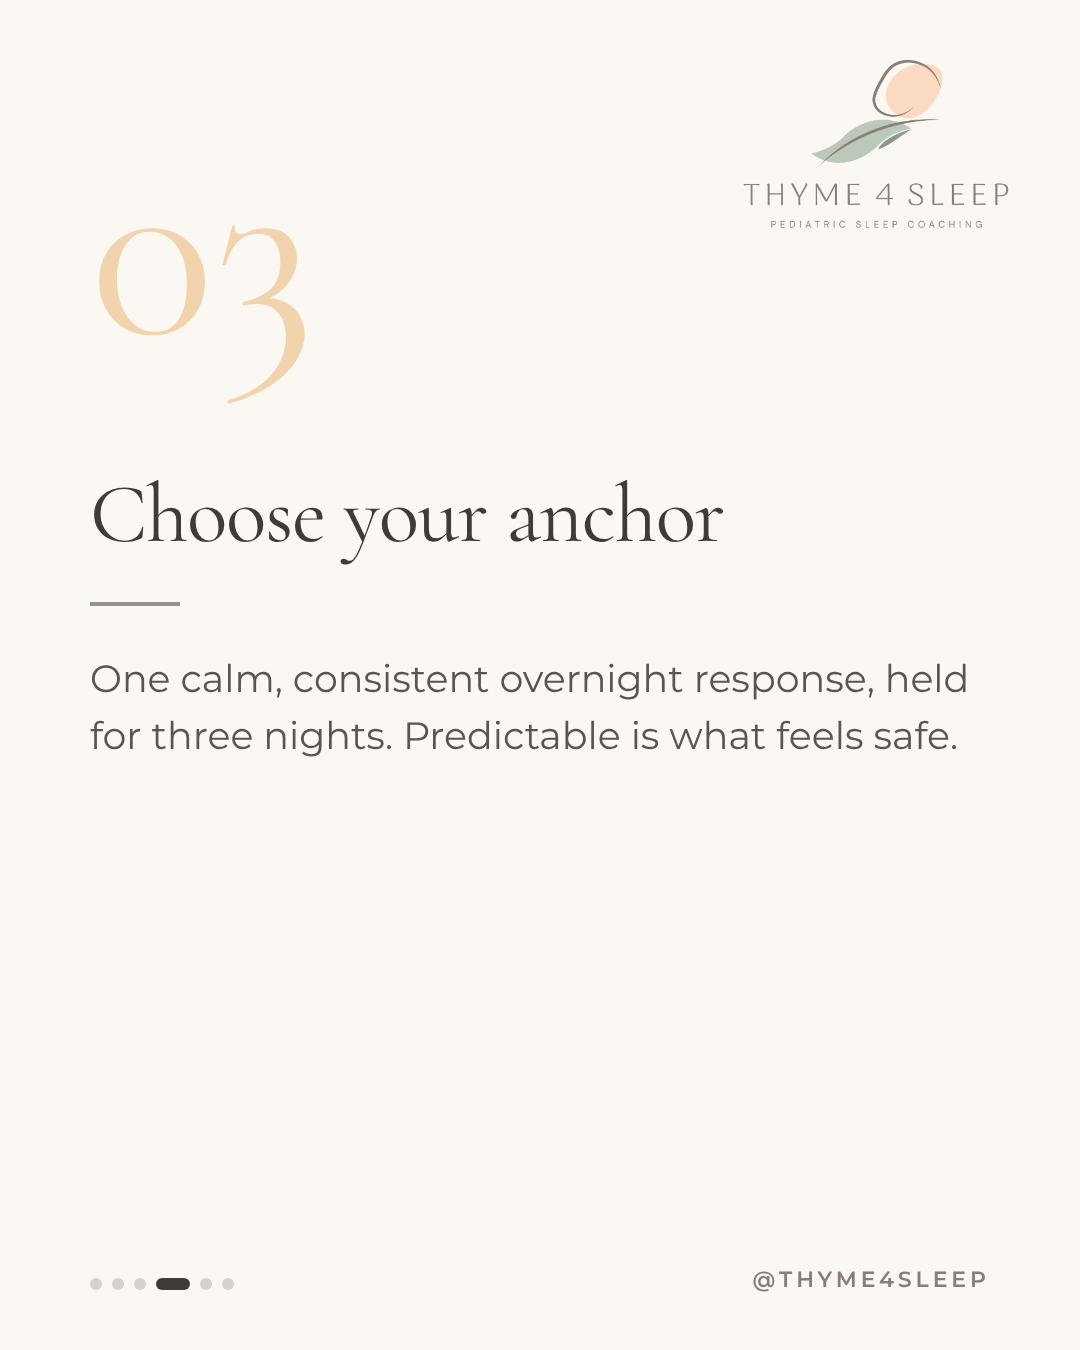 THYME 4 SLEEP
PEDIATRIC SLEEP COACHING
03
Choose your anchor
One calm, consistent overnight response, held
for three nights. Predictable is what feels safe.
@THYME4SLEEP